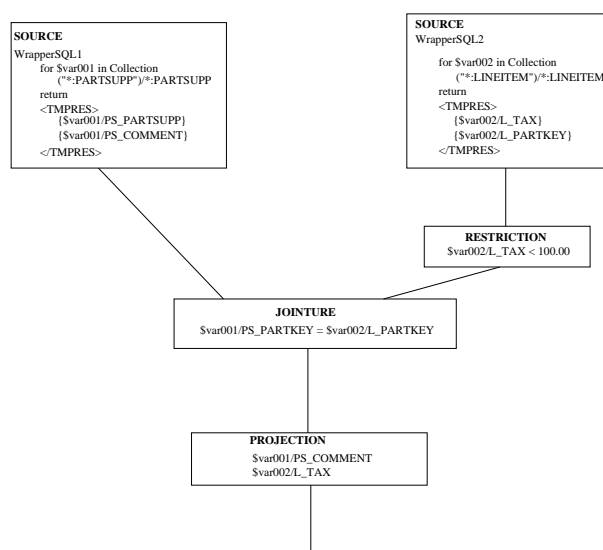 SOURCE
WrapperSQL1
for $var001 in Collection
("*:PARTSUPP")/*:PARTSUPP
return
<TMPRES>
{$var001/PS_PARTSUPP}
{$var001/PS_COMMENT}
</TMPRES>
SOURCE
WrapperSQL2
for $var002 in Collection
("*:LINEITEM")/*:LINEITEM
return
<TMPRES>
{$var002/L_TAX}
{$var002/L_PARTKEY}
</TMPRES>
RESTRICTION
$var002/L_TAX < 100.00
JOINTURE
$var001/PS_PARTKEY = $var002/L_PARTKEY
PROJECTION
$var001/PS_COMMENT
$var002/L_TAX